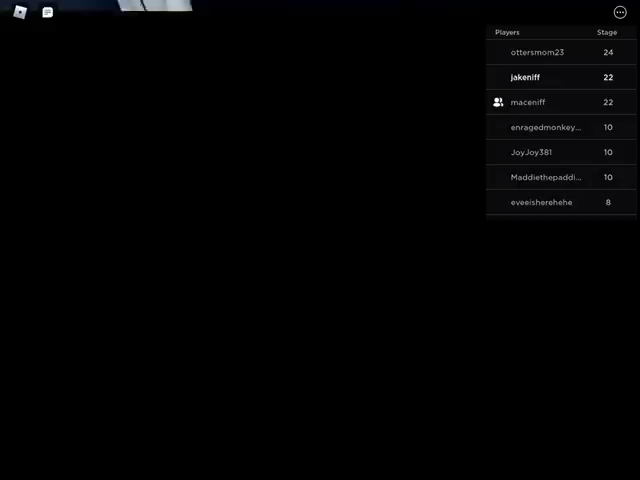 Players Stage
ottersmom23 24
jakeniff 22
maceniff 22
enragedmonkey... 10
JoyJoy381 10
Maddiethepaddi... 10
eveeisherehehe 8